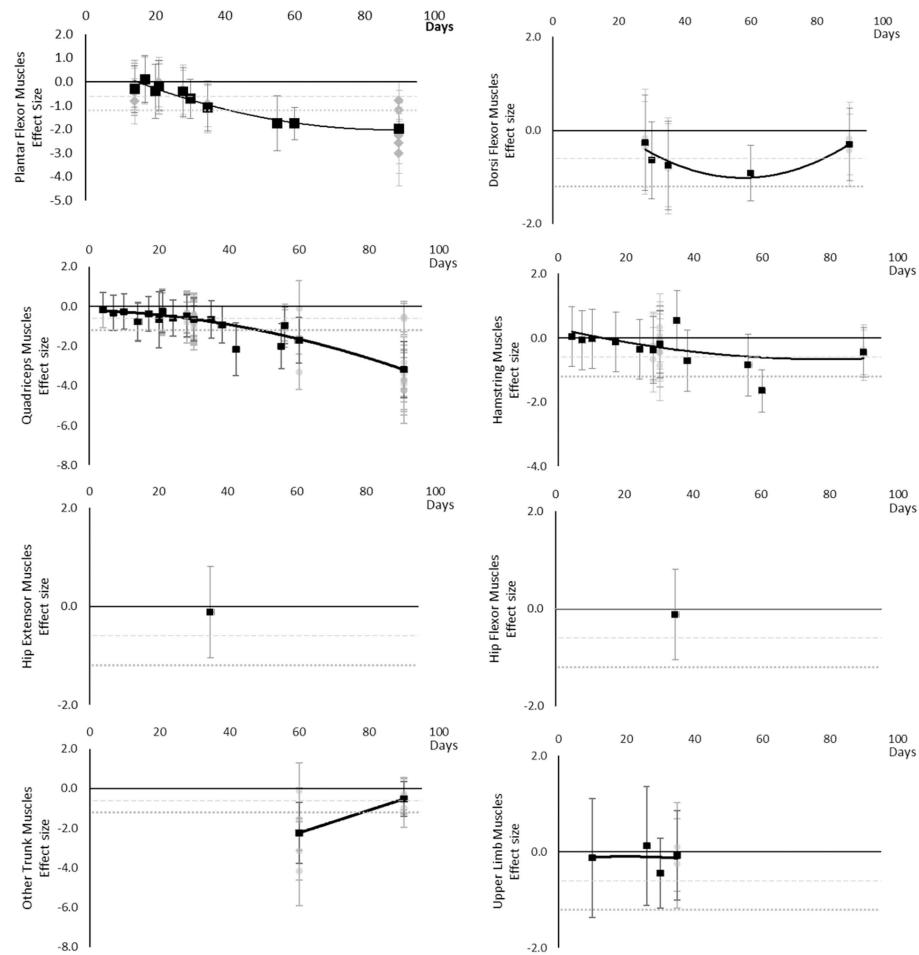 0 20 40 60 80 100
Days
2.0
1.0
0.0
-1.0
-2.0
-3.0
-4.0
-5.0
Plantar Flexor Muscles
Effect size
0 20 40 60 80 100
Days
2.0
0.0
-2.0
Dorsi Flexor Muscles
Effect size
0 20 40 60 80 100
Days
2.0
0.0
-2.0
-4.0
-6.0
-8.0
Quadriceps Muscles
Effect size
0 20 40 60 80 100
Days
2.0
0.0
-2.0
-4.0
Hamstring Muscles
Effect size
0 20 40 60 80 100
Days
2.0
0.0
-2.0
Hip Extensor Muscles
Effect size
0 20 40 60 80 100
Days
2.0
0.0
-2.0
Hip Flexor Muscles
Effect size
0 20 40 60 80 100
Days
2.0
0.0
-2.0
-4.0
-6.0
-8.0
Other Trunk Muscles
Effect size
0 20 40 60 80 100
Days
2.0
0.0
-2.0
Upper Limb Muscles
Effect size